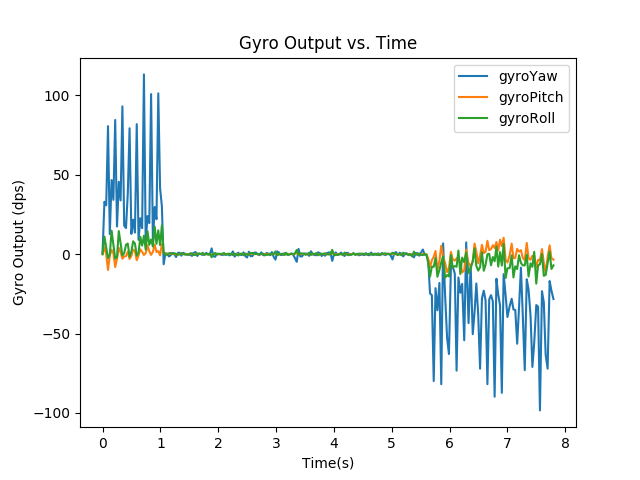 Gyro Output vs. Time
gyroYaw
gyroPitch
gyroRoll
Gyro Output (dps)
100
50
0
−50
−100
0 1 2 3 4 5 6 7 8
Time(s)